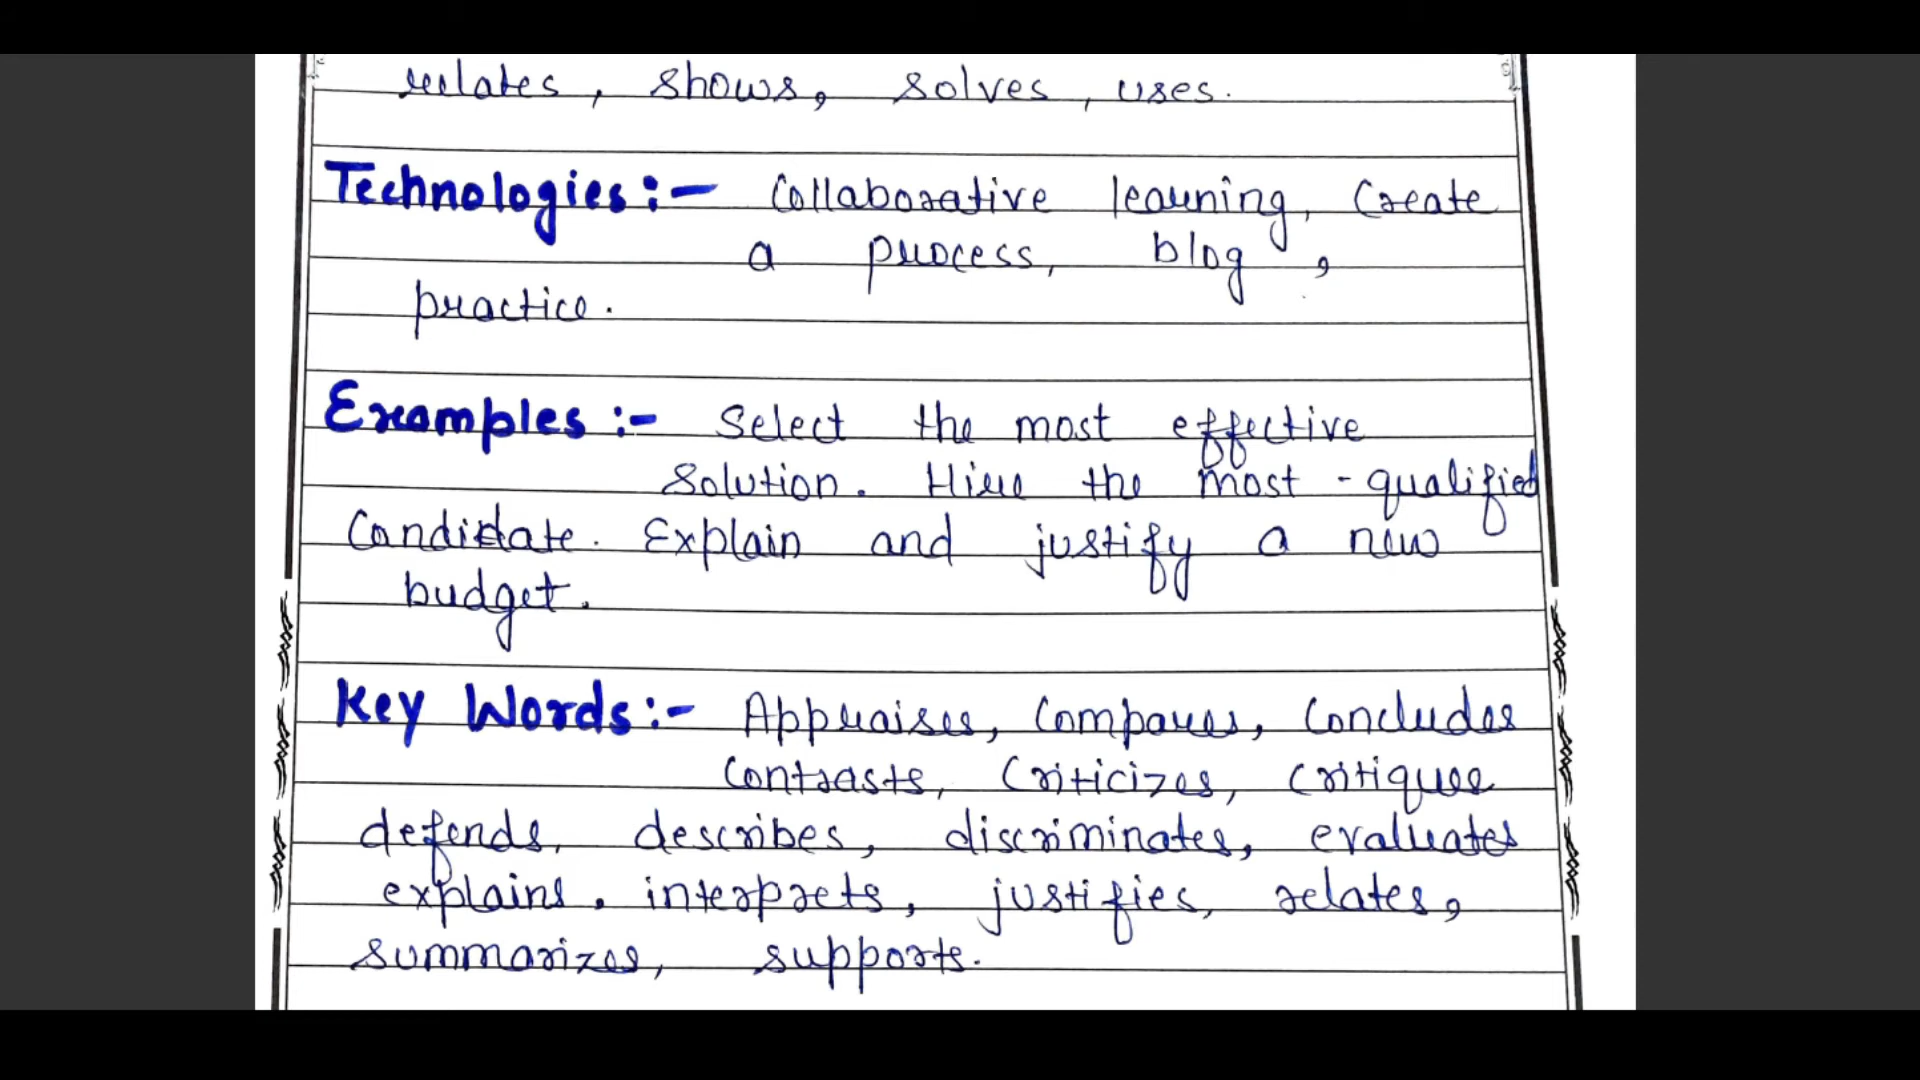 relates, shows, solves, uses.
Technologies:- Collaborative learning, Create
a process, blog,
practice.
Examples:- Select the most effective
solution. Hire the most - qualified
Candidate. Explain and justify a new
budget.
Key Words:- Appraises, Compares, Concludes
Contrasts, Criticizes, Critiques
defends, describes, discriminates, evaluates
explains, interprets, justifies, relates,
summarizes, supports.